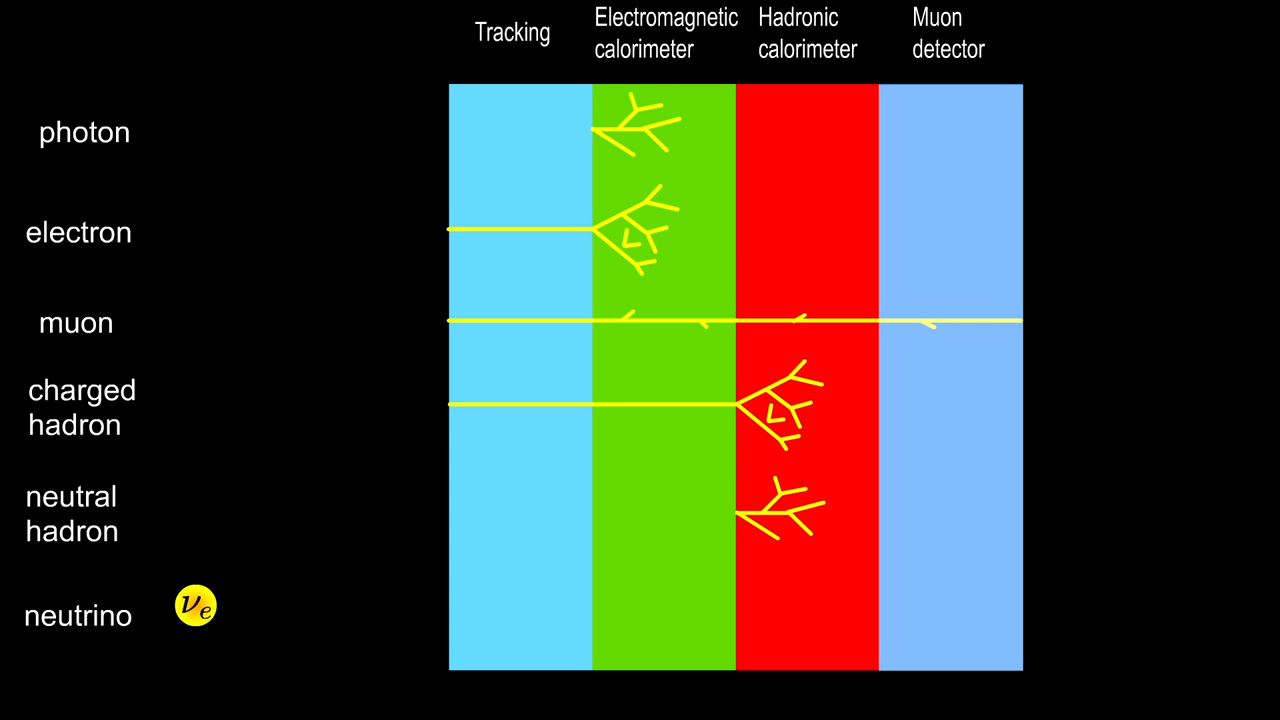 Tracking
Electromagnetic
calorimeter
Hadronic
calorimeter
Muon
detector
photon
electron
muon
charged
hadron
neutral
hadron
neutrino
νe